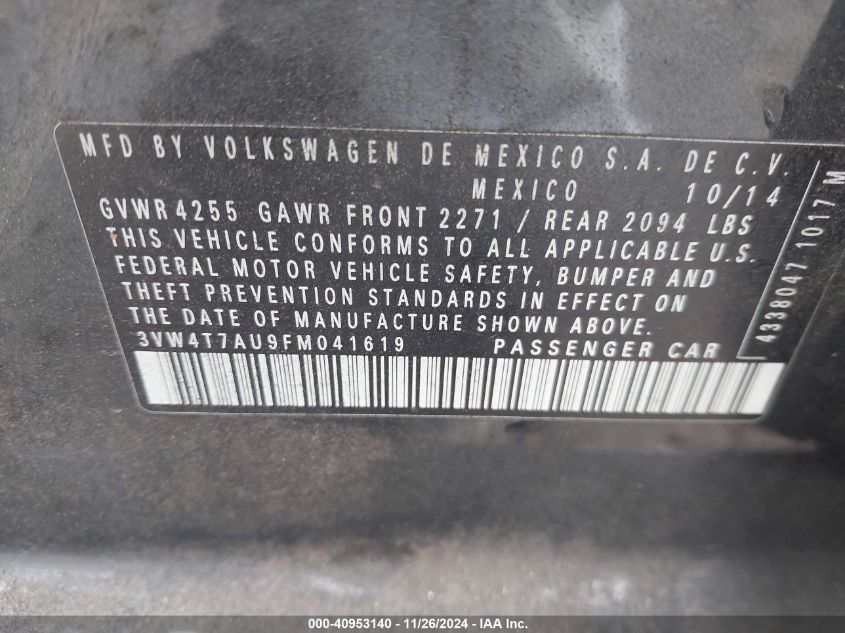 MFD BY VOLKSWAGEN DE MEXICO S.A. DE C.V.
MEXICO 10/14
GVWR 4255 GAWR FRONT 2271 / REAR 2094 LBS
THIS VEHICLE CONFORMS TO ALL APPLICABLE U.S.
FEDERAL MOTOR VEHICLE SAFETY, BUMPER AND
THEFT PREVENTION STANDARDS IN EFFECT ON
THE DATE OF MANUFACTURE SHOWN ABOVE.
3VW4T7AU9FM041619 PASSENGER CAR
4338047 1017 M
000-40953140 - 11/26/2024 - IAA Inc.